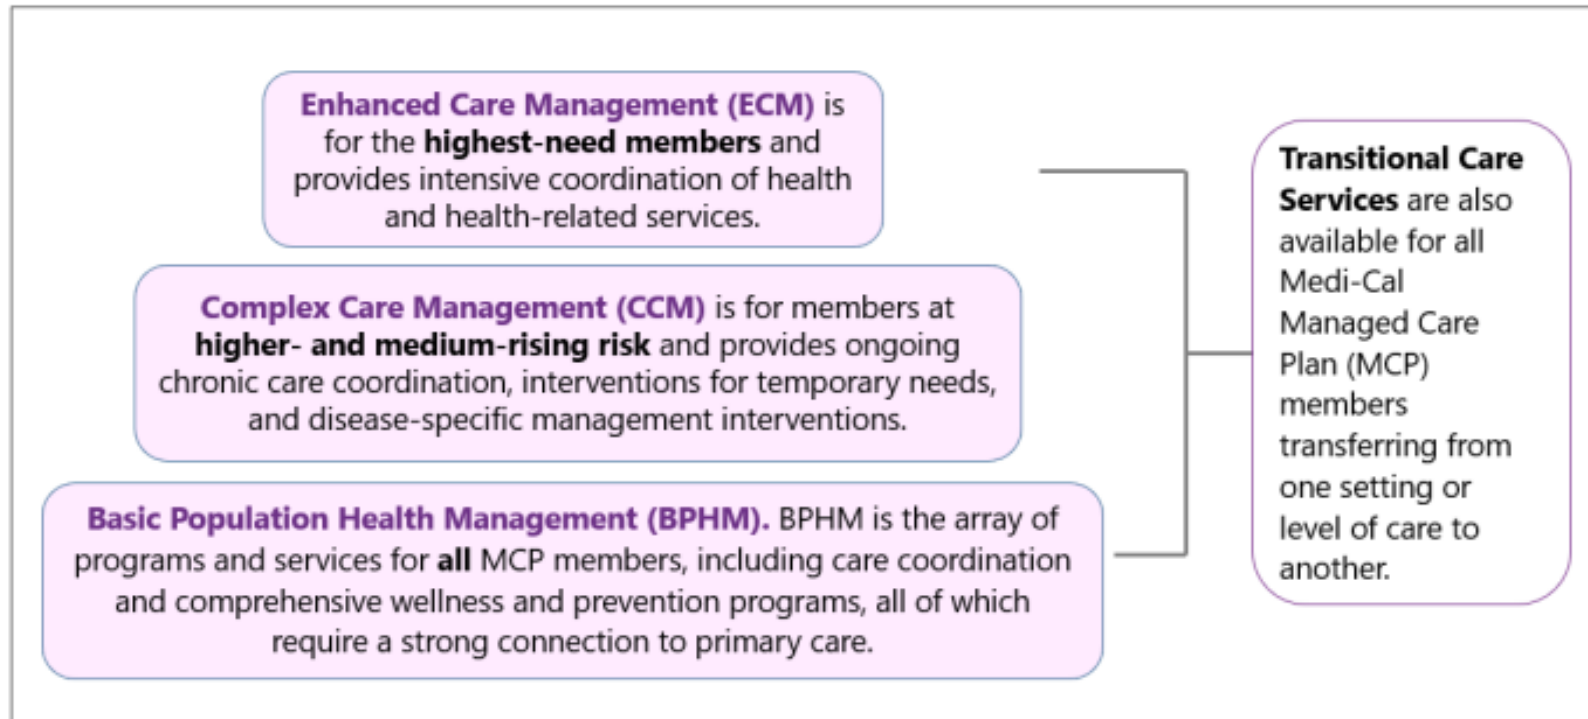 Enhanced Care Management (ECM) is
for the highest-need members and
provides intensive coordination of health
and health-related services.
Complex Care Management (CCM) is for members at
higher- and medium-rising risk and provides ongoing
chronic care coordination, interventions for temporary needs,
and disease-specific management interventions.
Basic Population Health Management (BPHM). BPHM is the array of
programs and services for all MCP members, including care coordination
and comprehensive wellness and prevention programs, all of which
require a strong connection to primary care.
Transitional Care
Services are also
available for all
Medi-Cal
Managed Care
Plan (MCP)
members
transferring from
one setting or
level of care to
another.